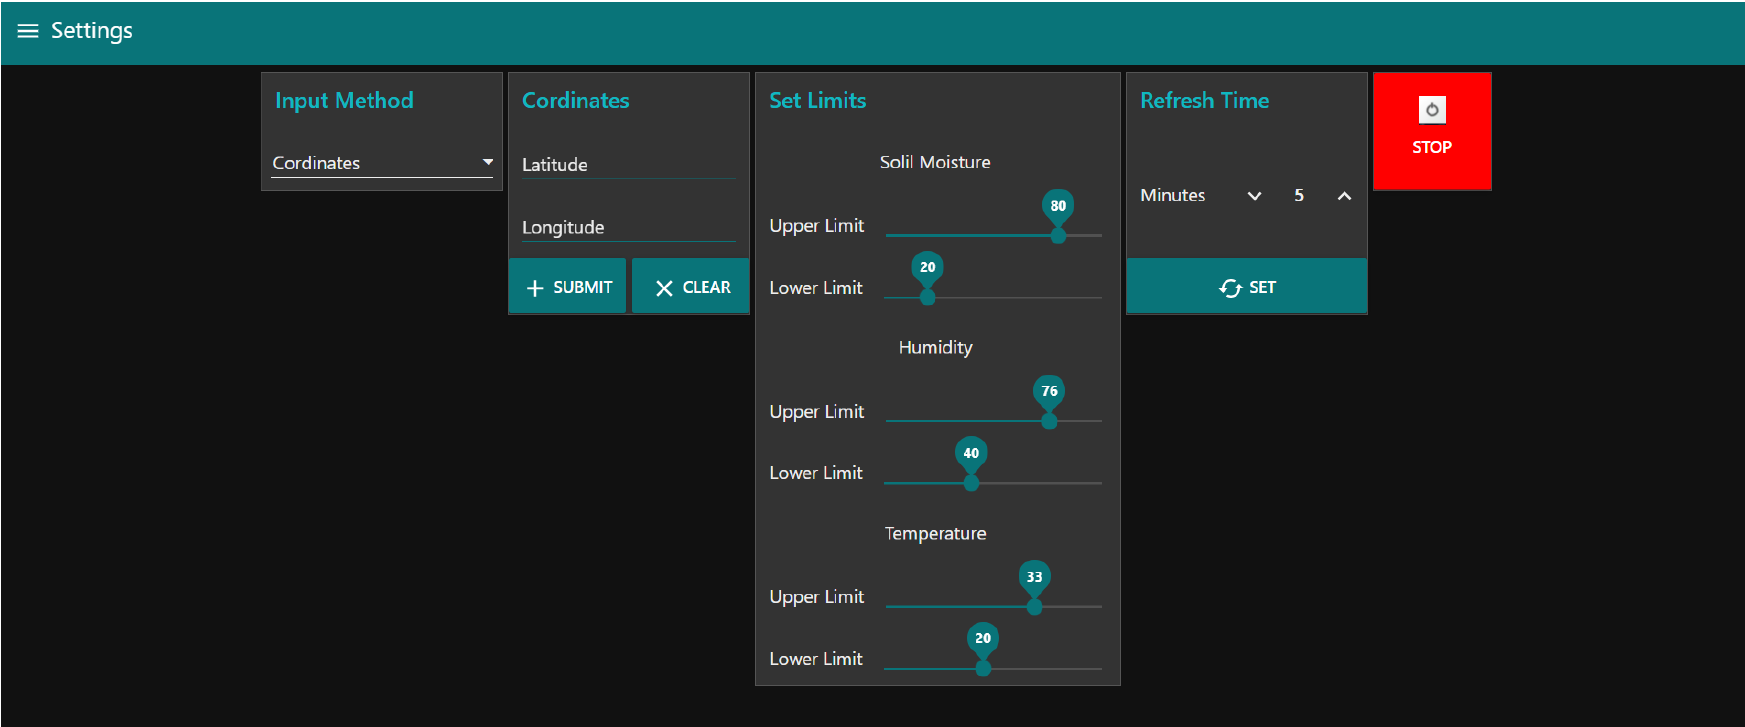 Settings
Input Method
Cordinates
Cordinates
Latitude
Longitude
SUBMIT
CLEAR
Set Limits
Solil Moisture
Upper Limit
80
Lower Limit
20
Humidity
Upper Limit
76
Lower Limit
40
Temperature
Upper Limit
33
Lower Limit
20
Refresh Time
Minutes 5
SET
STOP